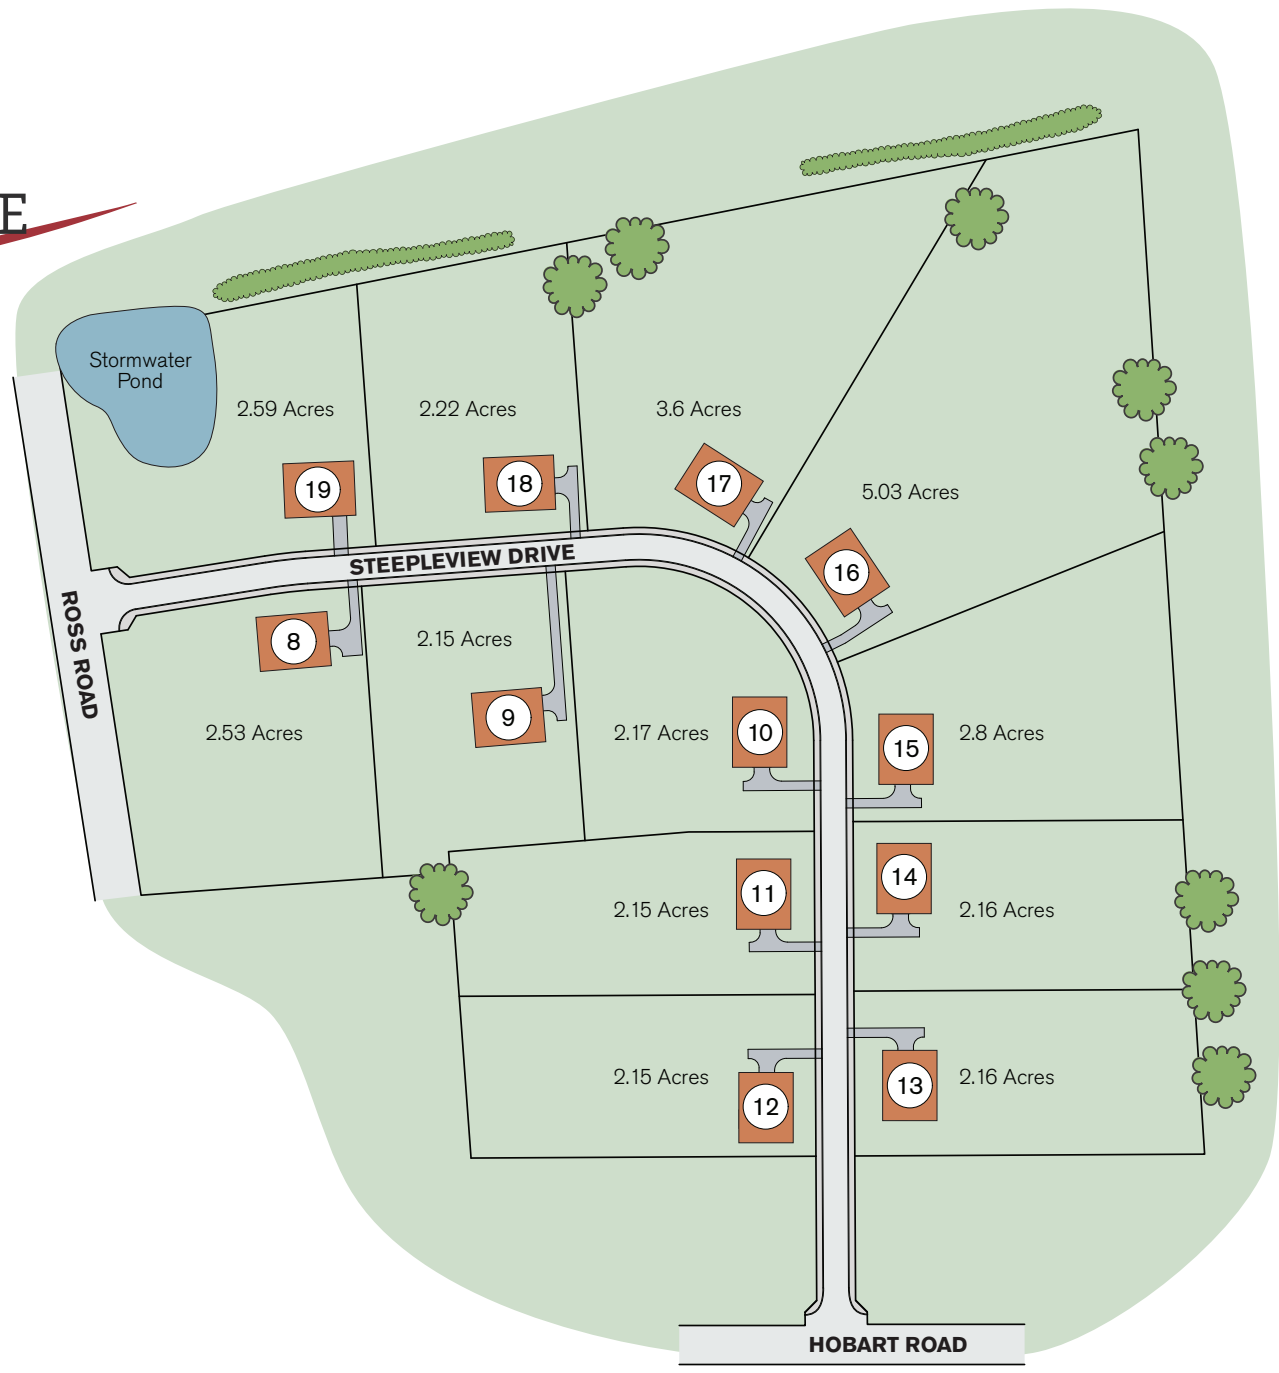 E
Stormwater
Pond
2.59 Acres
2.22 Acres
3.6 Acres
5.03 Acres
19
18
17
16
STEEPLEVIEW DRIVE
ROSS ROAD
8
2.15 Acres
9
2.53 Acres
2.17 Acres
10
15
2.8 Acres
2.15 Acres
11
14
2.16 Acres
2.15 Acres
12
13
2.16 Acres
HOBART ROAD